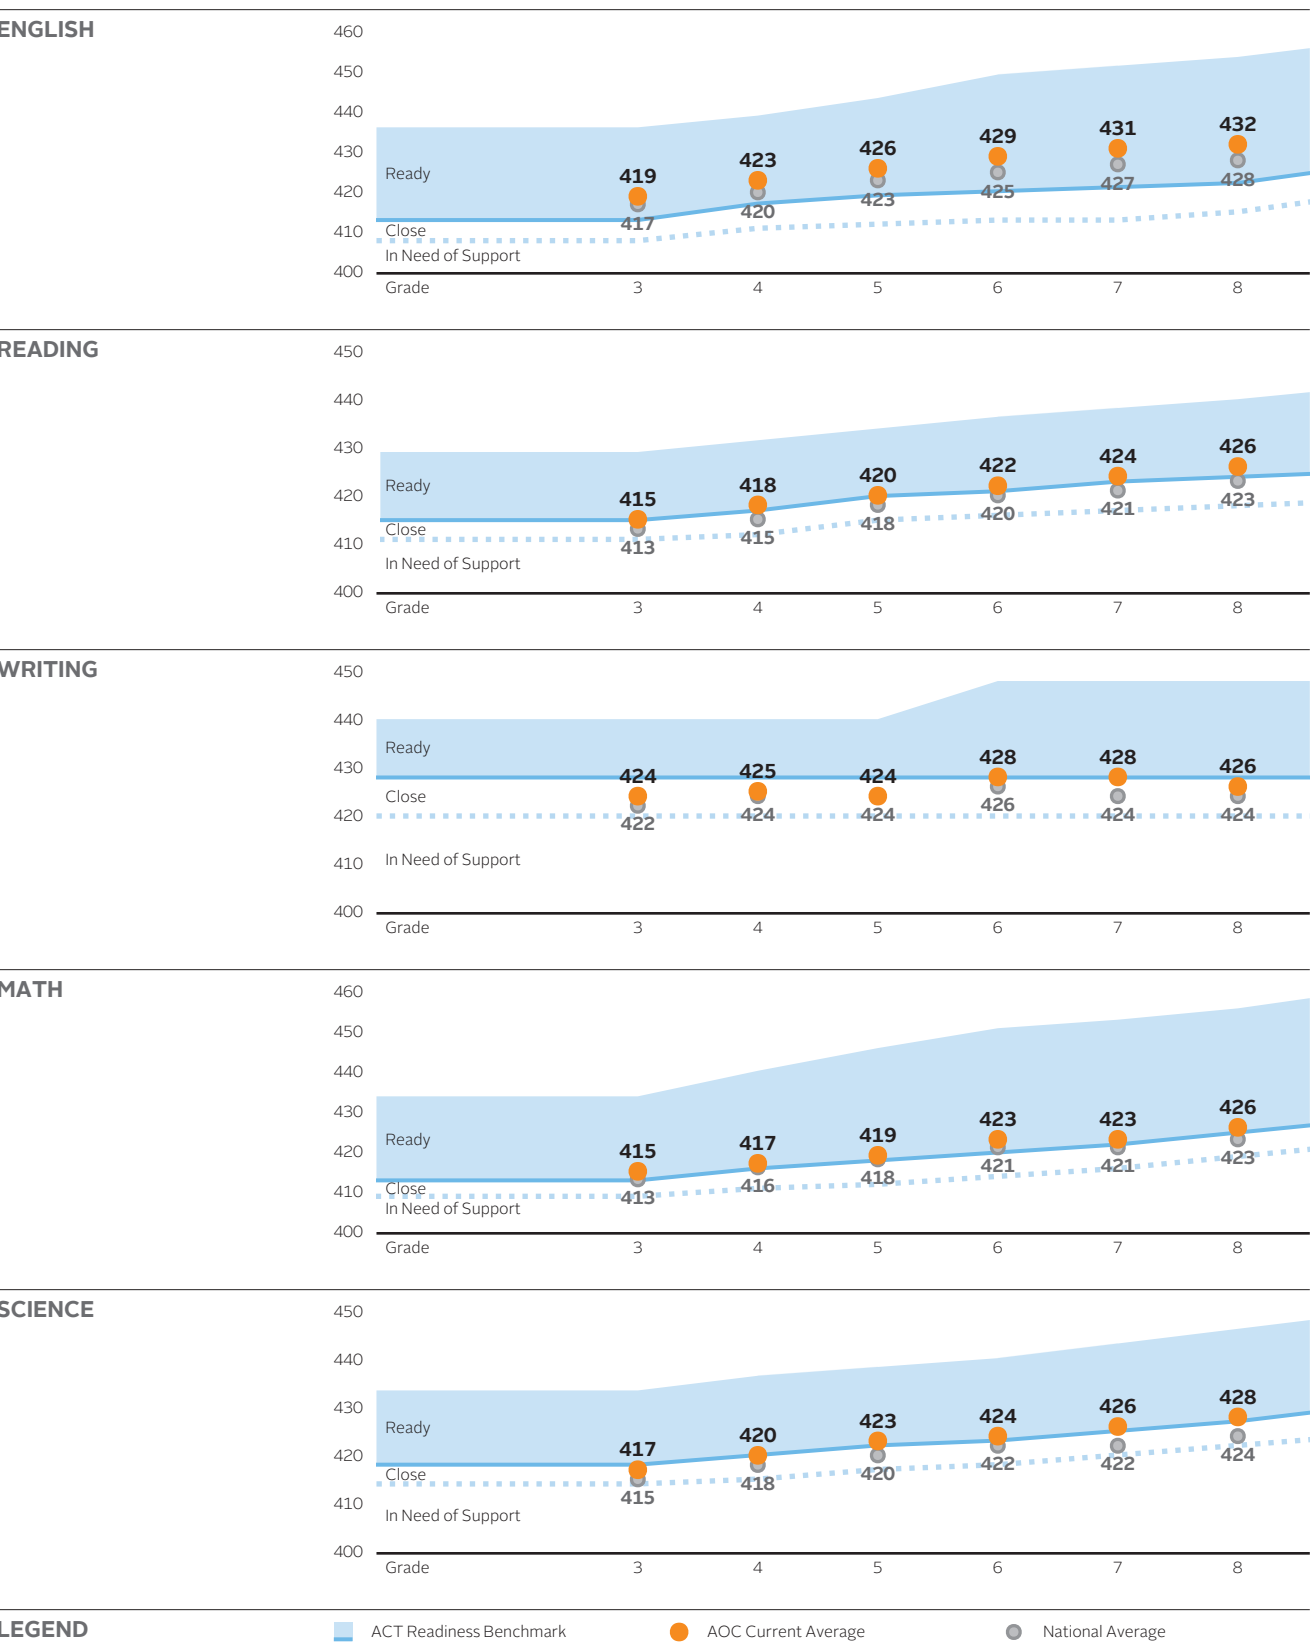 ENGLISH
460
450
440
430
420
410
400
Ready
Close
In Need of Support
419 423 426 429 431 432
417 420 423 425 427 428
Grade 3 4 5 6 7 8
READING
450
440
430
420
410
400
Ready
Close
In Need of Support
415 418 420 422 424 426
413 415 418 420 421 423
Grade 3 4 5 6 7 8
WRITING
450
440
430
420
410
400
Ready
Close
In Need of Support
424 425 424 428 428 426
422 424 424 426 424 424
Grade 3 4 5 6 7 8
MATH
460
450
440
430
420
410
400
Ready
Close
In Need of Support
415 417 419 423 423 426
413 416 418 421 421 423
Grade 3 4 5 6 7 8
SCIENCE
450
440
430
420
410
400
Ready
Close
In Need of Support
417 420 423 424 426 428
415 418 420 422 422 424
Grade 3 4 5 6 7 8
LEGEND ACT Readiness Benchmark AOC Current Average National Average